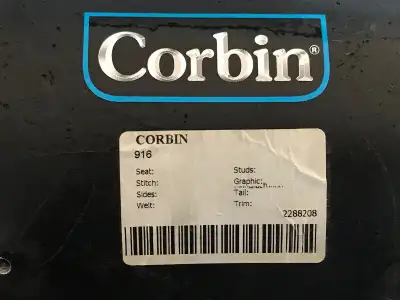 Corbin®
CORBIN
916
Seat: Studs:
Stitch: Graphic:
Sides: Tail:
Welt: Trim:
2288208